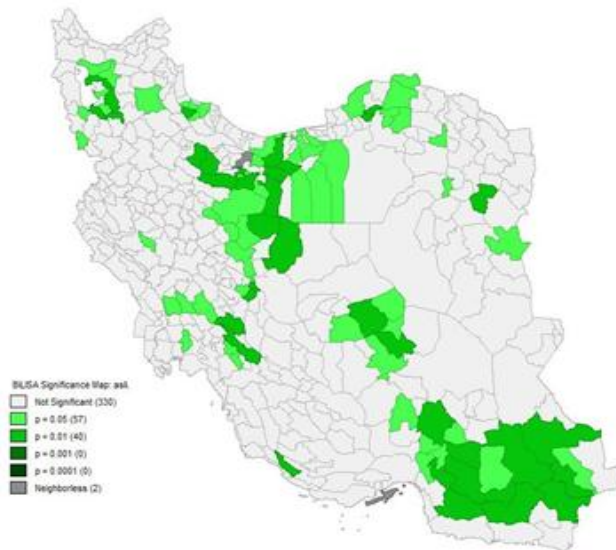 BiLISA Significance Map: asli,
Not Significant (330)
p = 0.05 (57)
p = 0.01 (40)
p = 0.001 (0)
p = 0.0001 (0)
Neighborless (2)